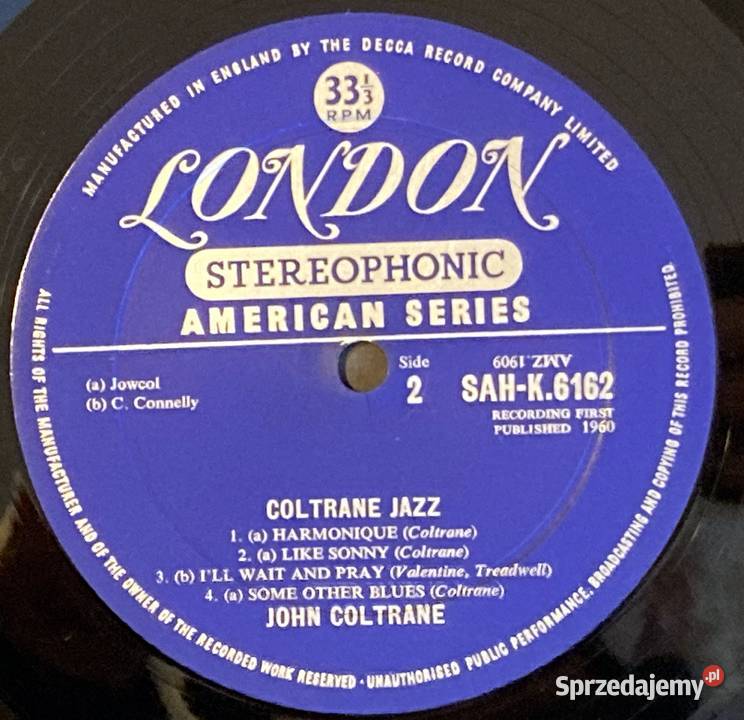 MANUFACTURED IN ENGLAND BY THE DECCA RECORD COMPANY LIMITED
33⅓
RPM
LONDON
STEREOPHONIC
AMERICAN SERIES
(a) Jowcol
(b) C. Connelly
Side
2
AMZ 1909
SAH-K.6162
RECORDING FIRST
PUBLISHED 1960
COLTRANE JAZZ
1. (a) HARMONIQUE (Coltrane)
2. (a) LIKE SONNY (Coltrane)
3. (b) I'LL WAIT AND PRAY (Valentine, Treadwell)
4. (a) SOME OTHER BLUES (Coltrane)
JOHN COLTRANE
ALL RIGHTS OF THE MANUFACTURER AND OF THE OWNER OF THE RECORDED WORK RESERVED · UNAUTHORISED PUBLIC PERFORMANCE, BROADCASTING AND COPYING OF THIS RECORD PROHIBITED.
Sprzedajemy.pl